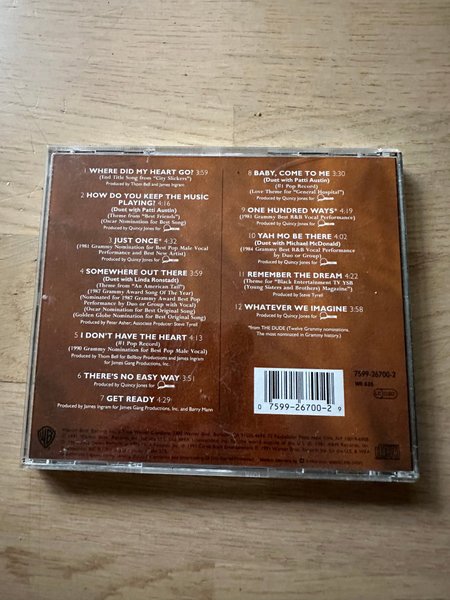 1 WHERE DID MY HEART GO? 3:59
(End Title Song from "City Slickers")
Produced by Thom Bell and James Ingram
2 HOW DO YOU KEEP THE MUSIC
PLAYING? 4:16
(Duet with Patti Austin)
(Theme from "Best Friends")
(Oscar Nomination for Best Song)
Produced by Quincy Jones for
3 JUST ONCE* 4:32
(1981 Grammy Nomination for Best Pop Male Vocal
Performance and Best New Artist)
Produced by Quincy Jones for
4 SOMEWHERE OUT THERE 3:59
(Duet with Linda Ronstadt)
(Theme from "An American Tail")
(1987 Grammy Award Song Of The Year)
(Nominated for 1987 Grammy Award Best Pop
Performance by Duo or Group with Vocal)
(Oscar Nomination for Best Original Song)
(Golden Globe Nomination for Best Original Song)
Produced by Peter Asher; Associate Producer: Steve Tyrell
5 I DON'T HAVE THE HEART 4:13
(#1 Pop Record)
(1990 Grammy Nomination for Best Pop Male Vocal)
Produced by Thom Bell for Bellboy Productions and James Ingram
for James Gang Productions, Inc.
6 THERE'S NO EASY WAY 3:51
Produced by Quincy Jones for
7 GET READY 4:29
Produced by James Ingram for James Gang Productions, Inc. and Barry Mann
8 BABY, COME TO ME 3:30
(Duet with Patti Austin)
(#1 Pop Record)
(Love Theme for "General Hospital")
Produced by Quincy Jones for
9 ONE HUNDRED WAYS* 4:19
(1981 Grammy Best R&B Vocal Performance)
Produced by Quincy Jones for
10 YAH MO BE THERE 4:02
(Duet with Michael McDonald)
(1984 Grammy Best R&B Vocal Performance
by Duo or Group)
Produced by Quincy Jones for
11 REMEMBER THE DREAM 4:22
(Theme for "Black Entertainment TV YSB
(Young Sisters and Brothers) Magazine")
Produced by Steve Tyrell
12 WHATEVER WE IMAGINE 3:58
Produced by Quincy Jones for
*from THE DUDE (Twelve Grammy nominations.
The most nominated in Grammy history.)
7599-26700-2
0 7599-26700-2 9